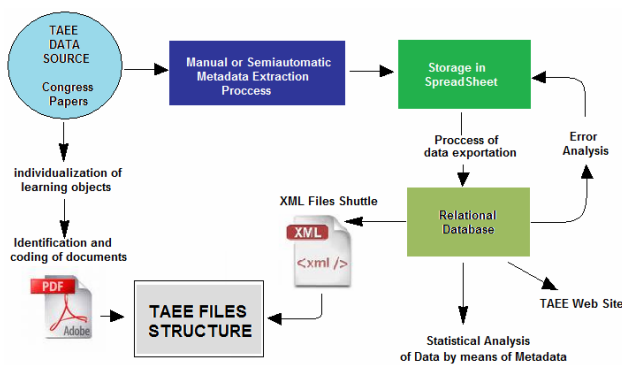 TAEE
DATA
SOURCE
Congress
Papers
Manual or Semiautomatic
Metadata Extraction
Proccess
Storage in
SpreadSheet
Proccess of
data exportation
Error
Analysis
individualization of
learning objects
XML Files Shuttle
Relational
Database
Identification and
coding of documents
XML
<xml />
PDF
Adobe
TAEE FILES
STRUCTURE
TAEE Web Site
Statistical Analysis
of Data by means of Metadata